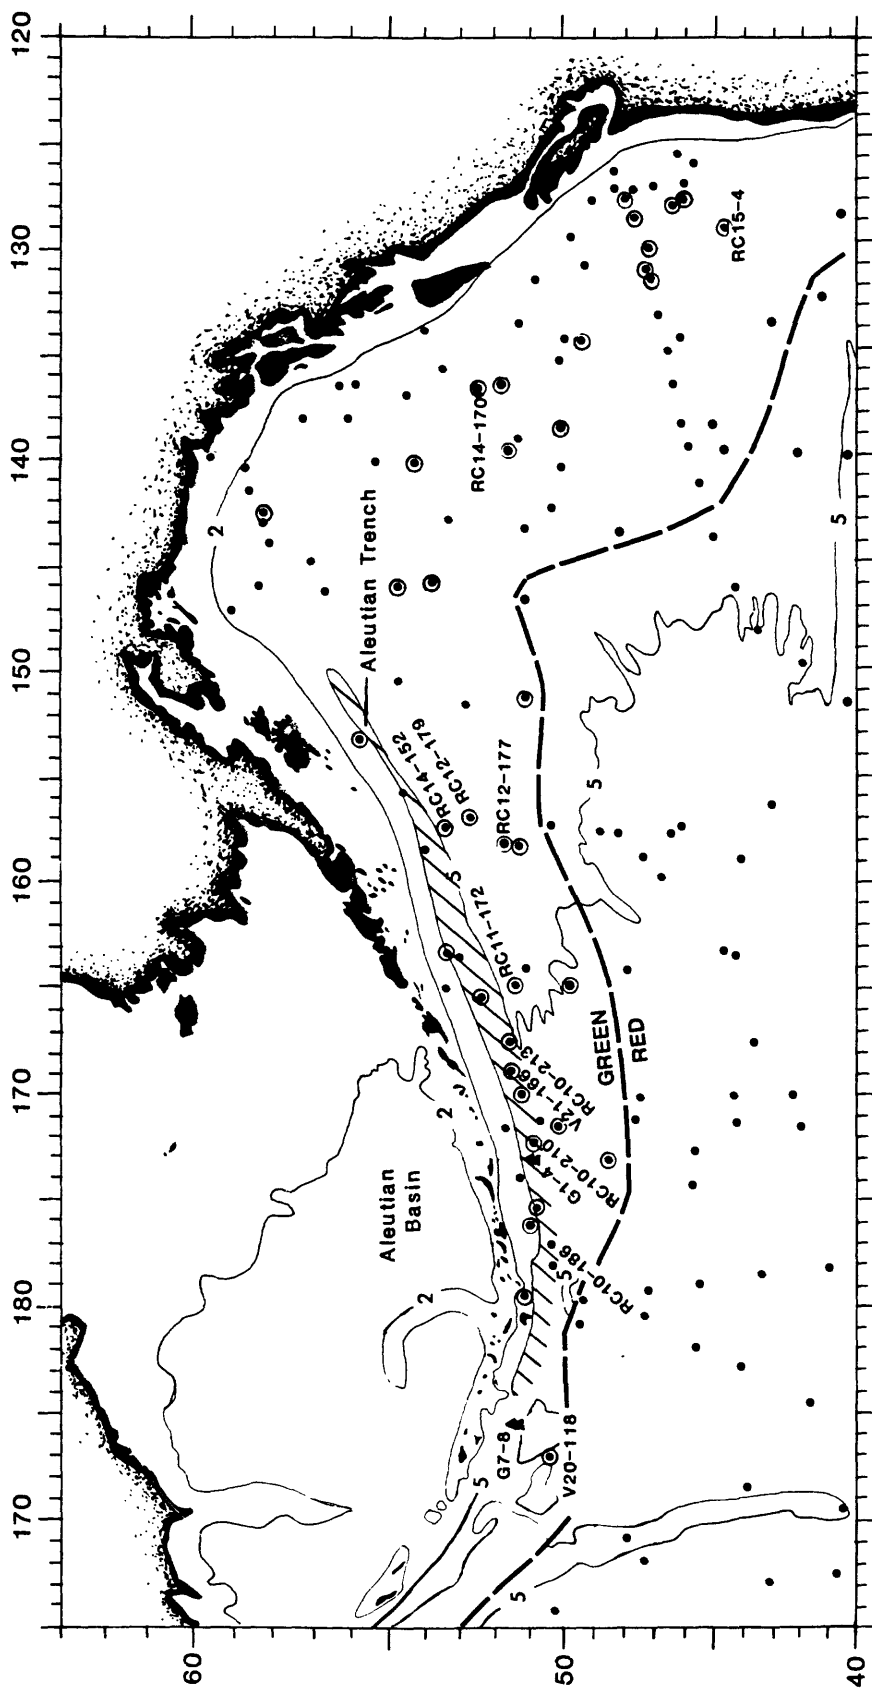 120
130
140
150
160
170
180
170
60
50
40
2
Aleutian Trench
RC14-170
RC15-4
RC14-152
RC12-179
RC12-177
5
5
5
RC11-172
GREEN
RED
RC10-213
V21-166
RC10-210
G1-4
RC10-186
5
2
Aleutian
Basin
2
G7-8
V20-118
5
5